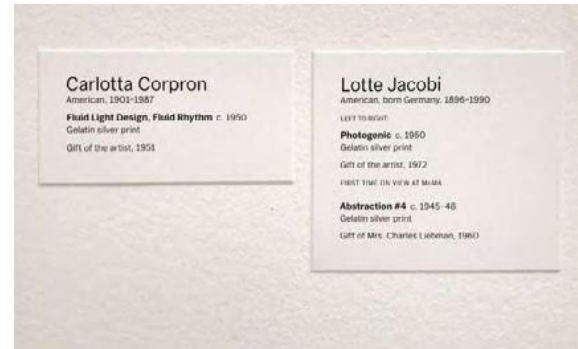 Carlotta Corpron
American, 1901–1987
Fluid Light Design, Fluid Rhythm c. 1950
Gelatin silver print
Gift of the artist, 1951
Lotte Jacobi
American, born Germany. 1896–1990
LEFT TO RIGHT:
Photogenic c. 1950
Gelatin silver print
Gift of the artist, 1972
FIRST TIME ON VIEW AT MoMA
Abstraction #4 c. 1945–46
Gelatin silver print
Gift of Mrs. Charles Liebman, 1960